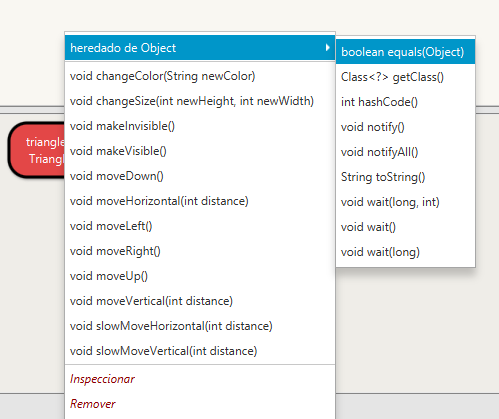 heredado de Object
void changeColor(String newColor)
void changeSize(int newHeight, int newWidth)
void makeInvisible()
void makeVisible()
void moveDown()
void moveHorizontal(int distance)
void moveLeft()
void moveRight()
void moveUp()
void moveVertical(int distance)
void slowMoveHorizontal(int distance)
void slowMoveVertical(int distance)
Inspeccionar
Remover
boolean equals(Object)
Class<?> getClass()
int hashCode()
void notify()
void notifyAll()
String toString()
void wait(long, int)
void wait()
void wait(long)
triangle
Triangl